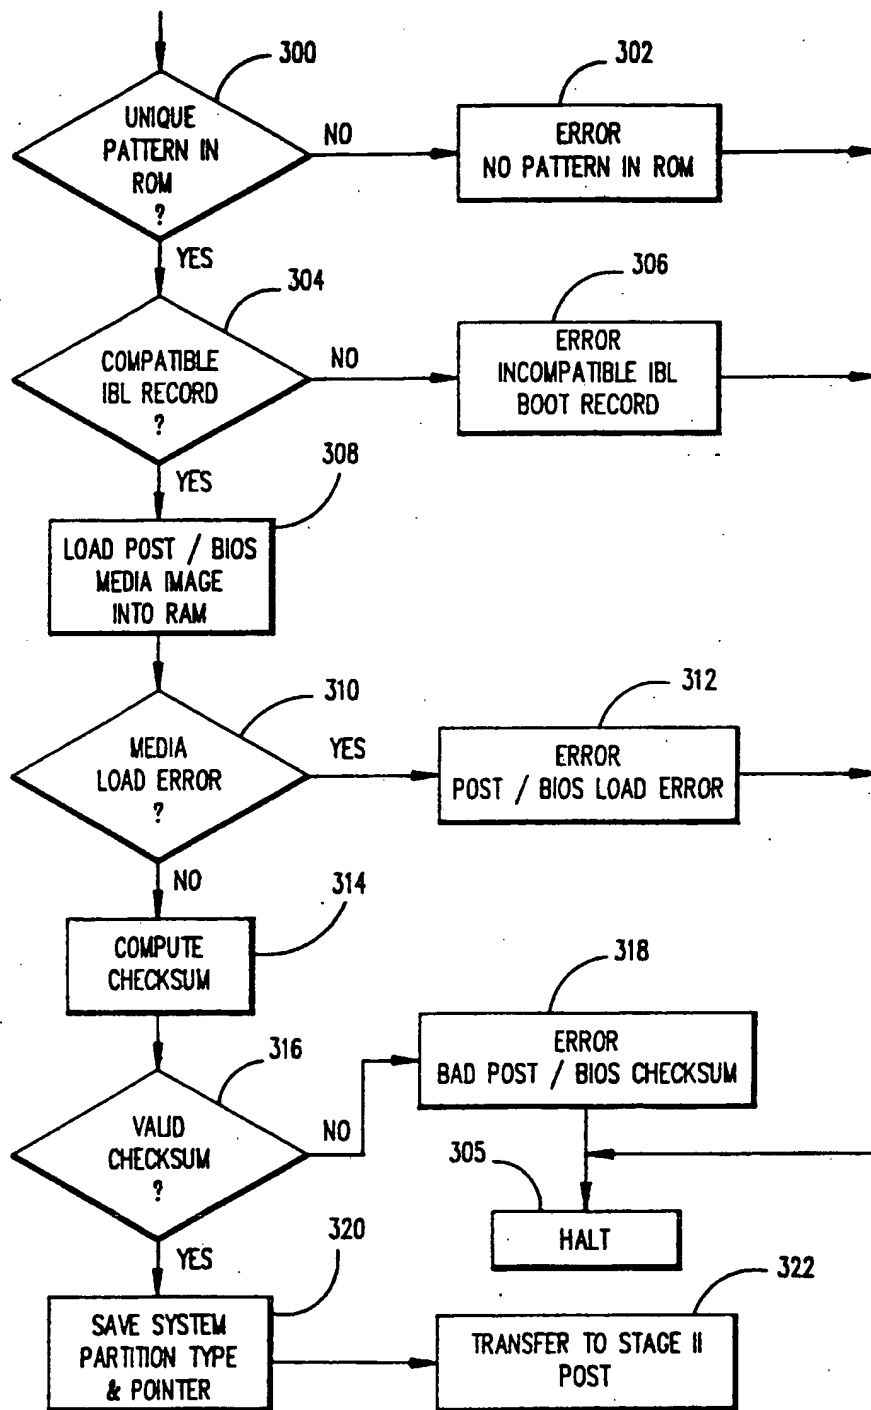 300
UNIQUE
PATTERN IN
ROM
?
NO
302
ERROR
NO PATTERN IN ROM
YES
304
COMPATIBLE
IBL RECORD
?
NO
306
ERROR
INCOMPATIBLE IBL
BOOT RECORD
YES
308
LOAD POST / BIOS
MEDIA IMAGE
INTO RAM
310
MEDIA
LOAD ERROR
?
YES
312
ERROR
POST / BIOS LOAD ERROR
NO
314
COMPUTE
CHECKSUM
316
VALID
CHECKSUM
?
NO
318
ERROR
BAD POST / BIOS CHECKSUM
305
HALT
YES
320
SAVE SYSTEM
PARTITION TYPE
& POINTER
322
TRANSFER TO STAGE II
POST